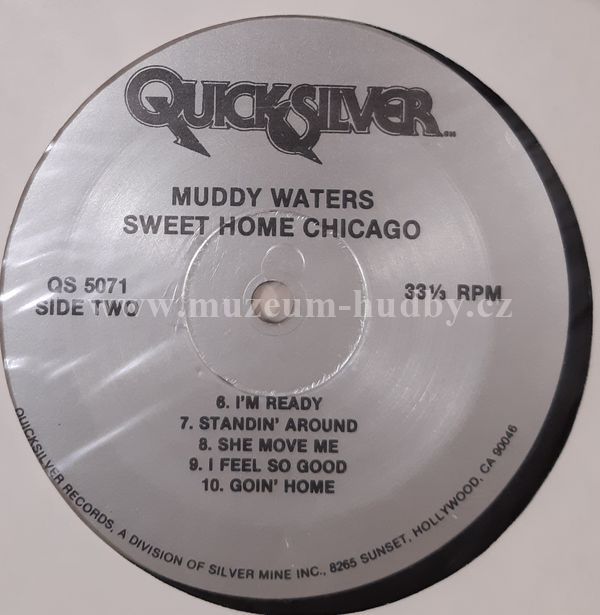 QUICKSILVER
MUDDY WATERS
SWEET HOME CHICAGO
QS 5071
SIDE TWO
33 1/3 RPM
www.muzeum-hudby.cz
6. I'M READY
7. STANDIN' AROUND
8. SHE MOVE ME
9. I FEEL SO GOOD
10. GOIN' HOME
QUICKSILVER RECORDS, A DIVISION OF SILVER MINE INC., 8265 SUNSET, HOLLYWOOD, CA 90046